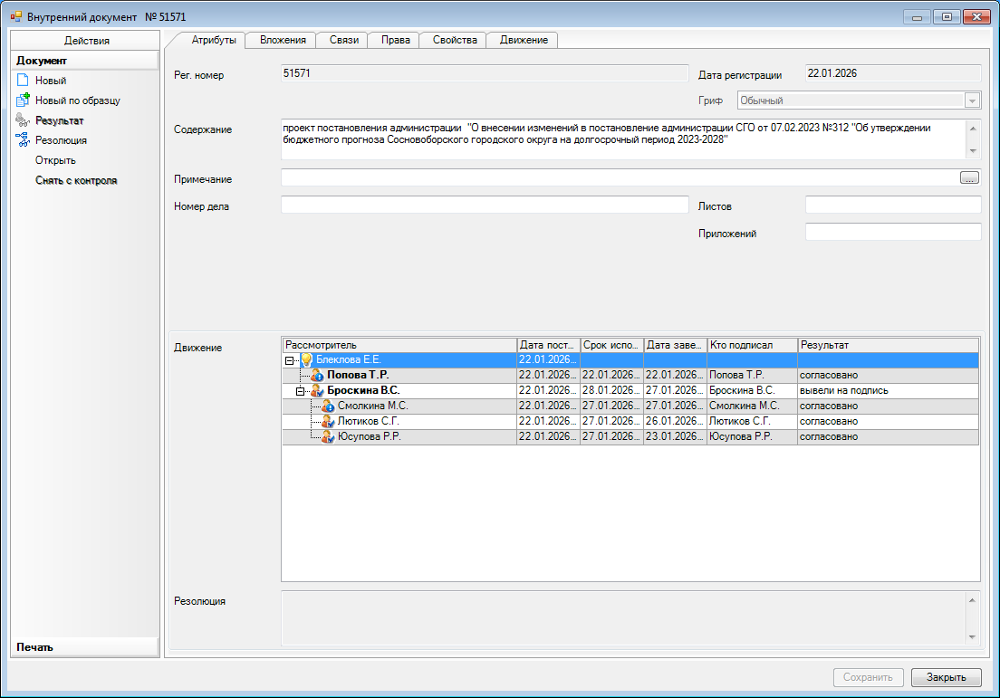 Внутренний документ № 51571
Действия
Документ
Новый
Новый по образцу
Результат
Резолюция
Открыть
Снять с контроля
Печать
Атрибуты Вложения Связи Права Свойства Движение
Рег. номер 51571 Дата регистрации 22.01.2026
Гриф Обычный
Содержание
проект постановления администрации "О внесении изменений в постановление администрации СГО от 07.02.2023 №312 "Об утверждении
бюджетного прогноза Сосновоборского городского округа на долгосрочный период 2023-2028"
Примечание ...
Номер дела Листов
Приложений
Движение
Рассмотритель Дата пост... Срок испо... Дата заве... Кто подписал Результат
Блеклова Е.Е. 22.01.2026...
Попова Т.Р. 22.01.2026... 22.01.2026... 22.01.2026... Попова Т.Р. согласовано
Броскина В.С. 22.01.2026... 28.01.2026... 27.01.2026... Броскина В.С. вывели на подпись
Смолкина М.С. 22.01.2026... 27.01.2026... 27.01.2026... Смолкина М.С. согласовано
Лютиков С.Г. 22.01.2026... 27.01.2026... 26.01.2026... Лютиков С.Г. согласовано
Юсупова Р.Р. 22.01.2026... 27.01.2026... 23.01.2026... Юсупова Р.Р. согласовано
Резолюция
Сохранить Закрыть